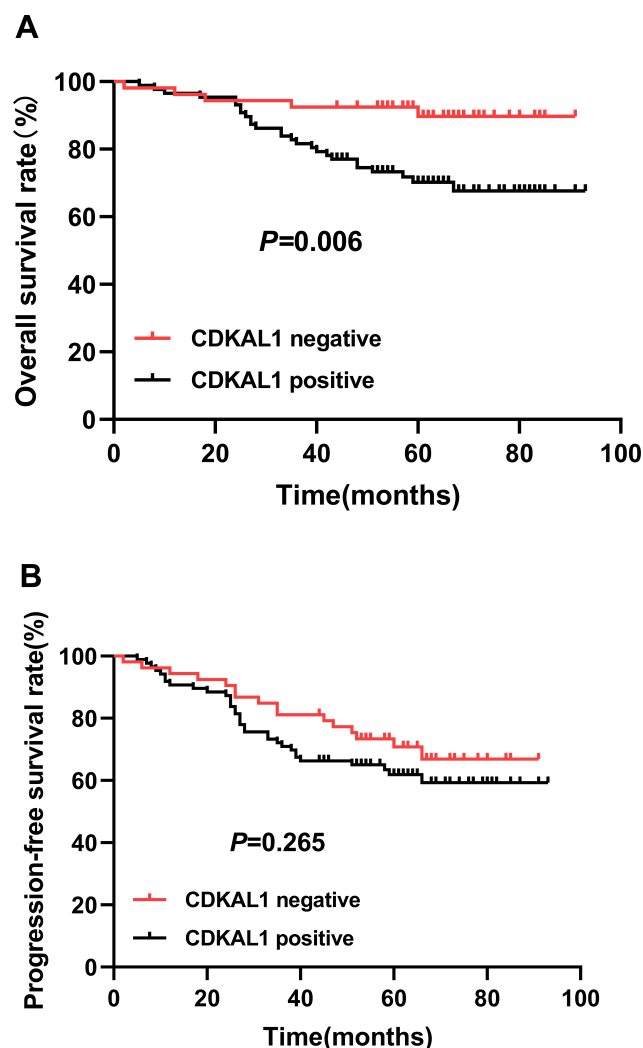 A
Overall survival rate（%）
100
80
60
40
20
0
P=0.006
CDKAL1 negative
CDKAL1 positive
0 20 40 60 80 100
Time(months)
B
Progression-free survival rate(%)
100
80
60
40
20
0
P=0.265
CDKAL1 negative
CDKAL1 positive
0 20 40 60 80 100
Time(months)